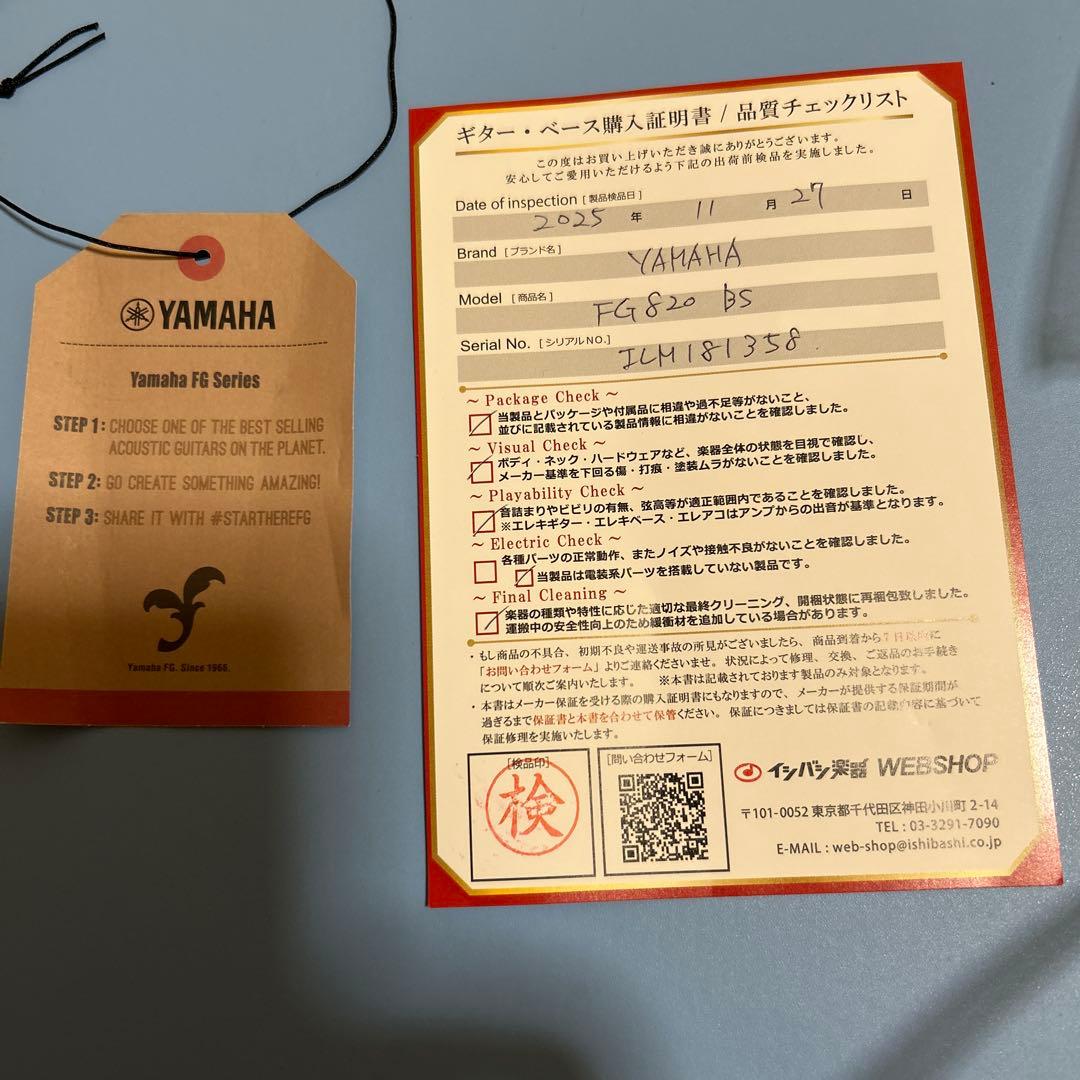 YAMAHA
Yamaha FG Series
STEP 1: CHOOSE ONE OF THE BEST SELLING
ACOUSTIC GUITARS ON THE PLANET.
STEP 2: GO CREATE SOMETHING AMAZING!
STEP 3: SHARE IT WITH #STARTHEREFG
Yamaha FG. Since 1966.
ギター・ベース購入証明書 / 品質チェックリスト
この度はお買い上げいただき誠にありがとうございます。
安心してご愛用いただけるよう下記の出荷前検品を実施しました。
Date of inspection [製品検品日]
2025 年 11 月 27 日
Brand [ブランド名]
YAMAHA
Model [商品名]
FG820 BS
Serial No. [シリアルNO.]
ILM181358
~ Package Check ~
当製品とパッケージや付属品に相違や過不足等がないこと、
並びに記載されている製品情報に相違がないことを確認しました。
~ Visual Check ~
ボディ・ネック・ハードウェアなど、楽器全体の状態を目視で確認し、
メーカー基準を下回る傷・打痕・塗装ムラがないことを確認しました。
~ Playability Check ~
音詰まりやビビリの有無、弦高等が適正範囲内であることを確認しました。
※エレキギター・エレキベース・エレアコはアンプからの出音が基準となります。
~ Electric Check ~
各種パーツの正常動作、またノイズや接触不良がないことを確認しました。
当製品は電装系パーツを搭載していない製品です。
~ Final Cleaning ~
楽器の種類や特性に応じた適切な最終クリーニング、開梱状態に再梱包致しました。
運搬中の安全性向上のため緩衝材を追加している場合があります。
・もし商品の不具合、初期不良や運送事故の所見がございましたら、商品到着から7日以内に
「お問い合わせフォーム」よりご連絡くださいませ。状況によって修理、交換、ご返品のお手続き
について順次ご案内いたします。 ※本書は記載されております製品のみ対象となります。
・本書はメーカー保証を受ける際の購入証明書にもなりますので、メーカーが提供する保証期間が
過ぎるまで保証書と本書を合わせて保管ください。保証につきましては保証書の記載内容に基づいて
保証修理を実施いたします。
[検品印]
検
[問い合わせフォーム]
イシバシ楽器 WEBSHOP
〒101-0052 東京都千代田区神田小川町 2-14
TEL : 03-3291-7090
E-MAIL : web-shop@ishibashi.co.jp